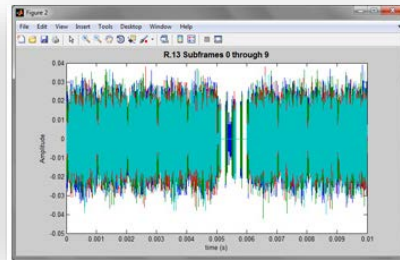 Figure 2
File Edit View Insert Tools Desktop Window Help
R.13 Subframes 0 through 9
0.04
0.03
0.02
0.01
0
-0.01
-0.02
-0.03
-0.04
-0.05
Amplitude
0 0.001 0.002 0.003 0.004 0.005 0.006 0.007 0.008 0.009 0.01
time (s)